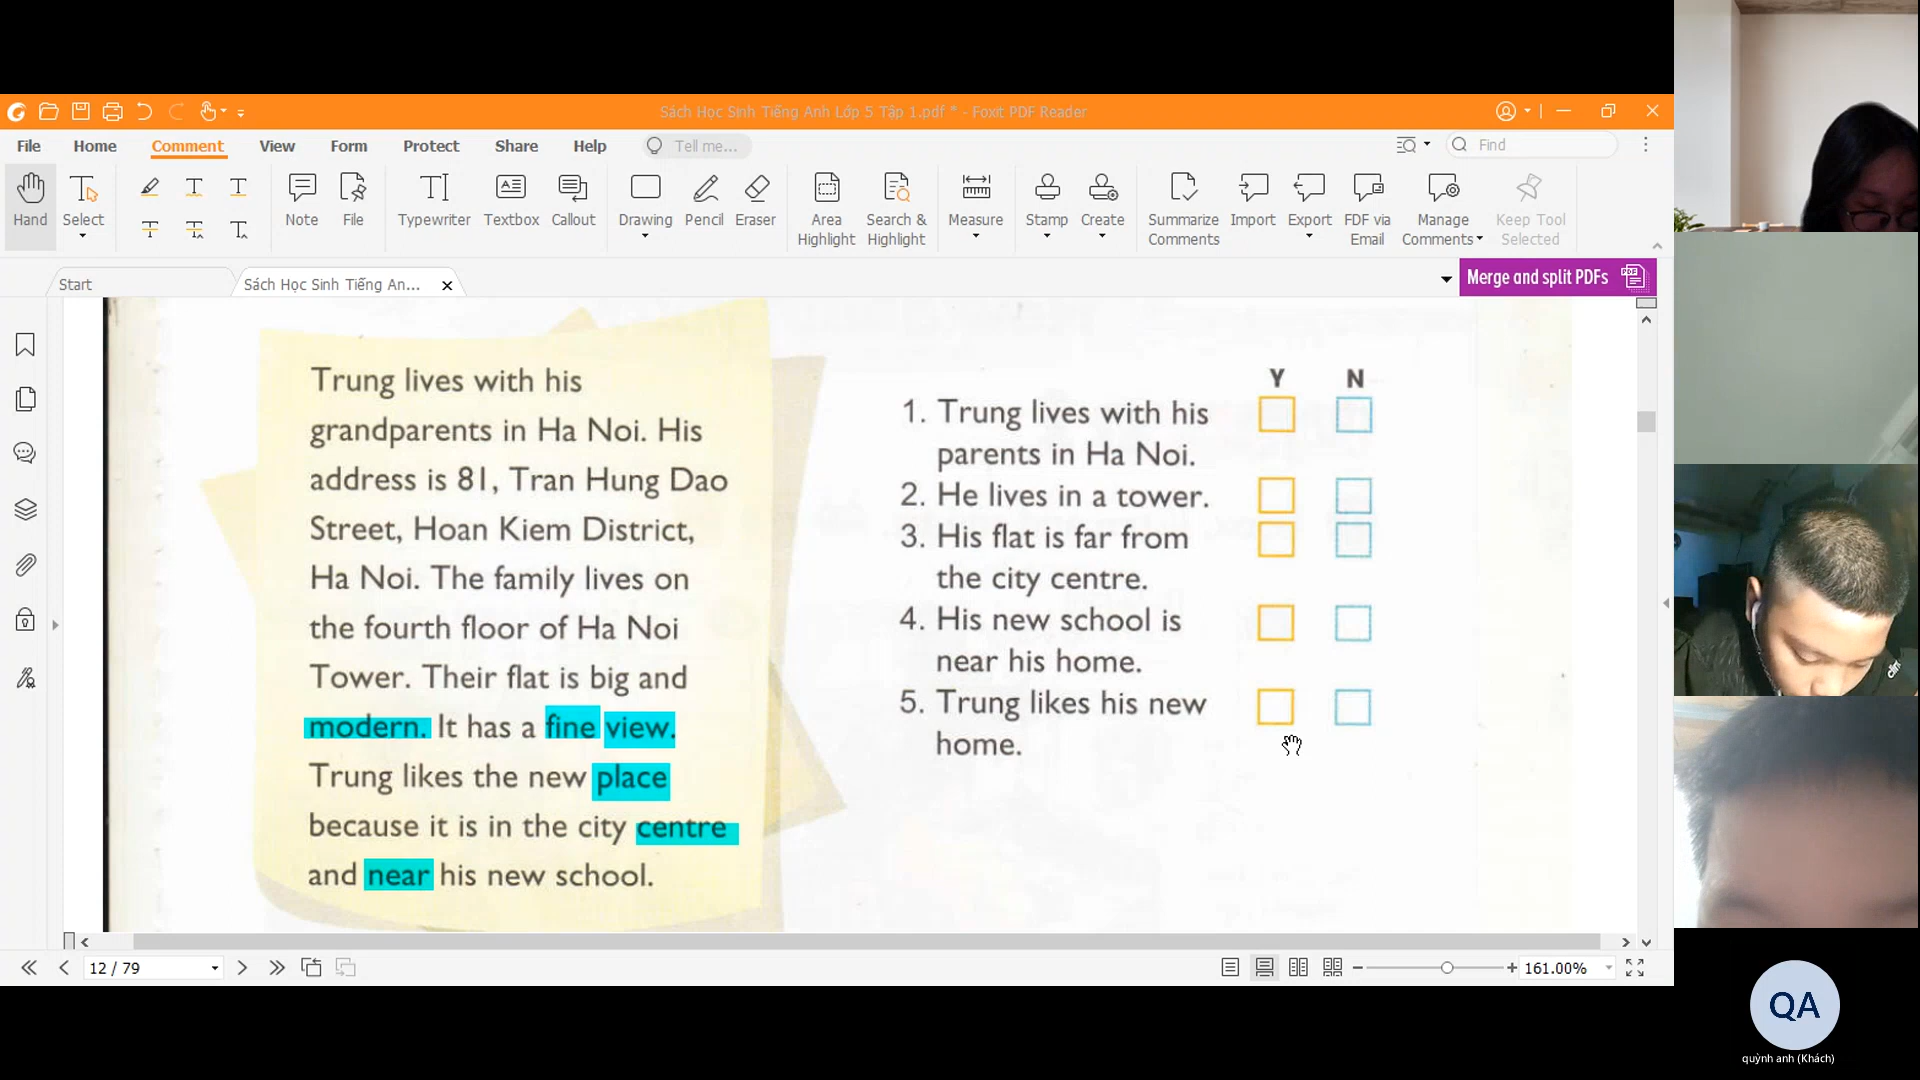 Sách Học Sinh Tiếng Anh Lớp 5 Tập 1.pdf * - Foxit PDF Reader
File Home Comment View Form Protect Share Help Tell me... Find
Hand Select Note File Typewriter Textbox Callout Drawing Pencil Eraser Area Highlight Search & Highlight Measure Stamp Create Summarize Comments Import Export FDF via Email Manage Comments Keep Tool Selected
Start Sách Học Sinh Tiếng An... Merge and split PDFs
Trung lives with his
grandparents in Ha Noi. His
address is 81, Tran Hung Dao
Street, Hoan Kiem District,
Ha Noi. The family lives on
the fourth floor of Ha Noi
Tower. Their flat is big and
modern. It has a fine view.
Trung likes the new place
because it is in the city centre
and near his new school.
Y N
1. Trung lives with his
parents in Ha Noi.
2. He lives in a tower.
3. His flat is far from
the city centre.
4. His new school is
near his home.
5. Trung likes his new
home.
12 / 79
161.00%
QA
quỳnh anh (Khách)